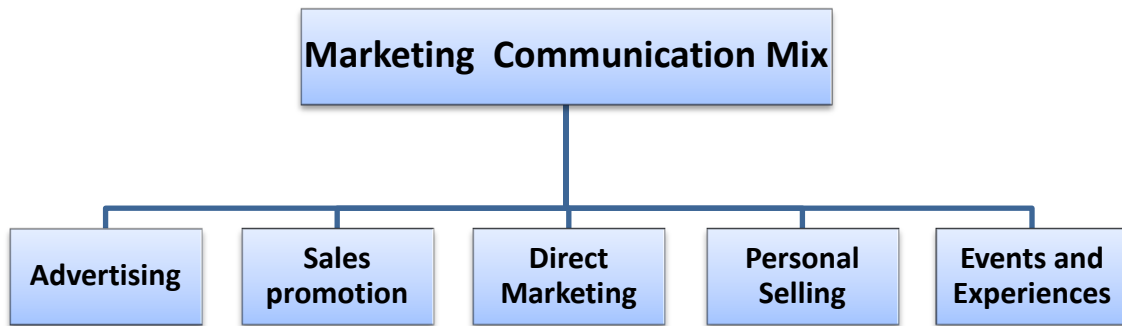 Marketing  Communication Mix
Advertising
Sales
promotion
Direct
Marketing
Personal
Selling
Events and
Experiences